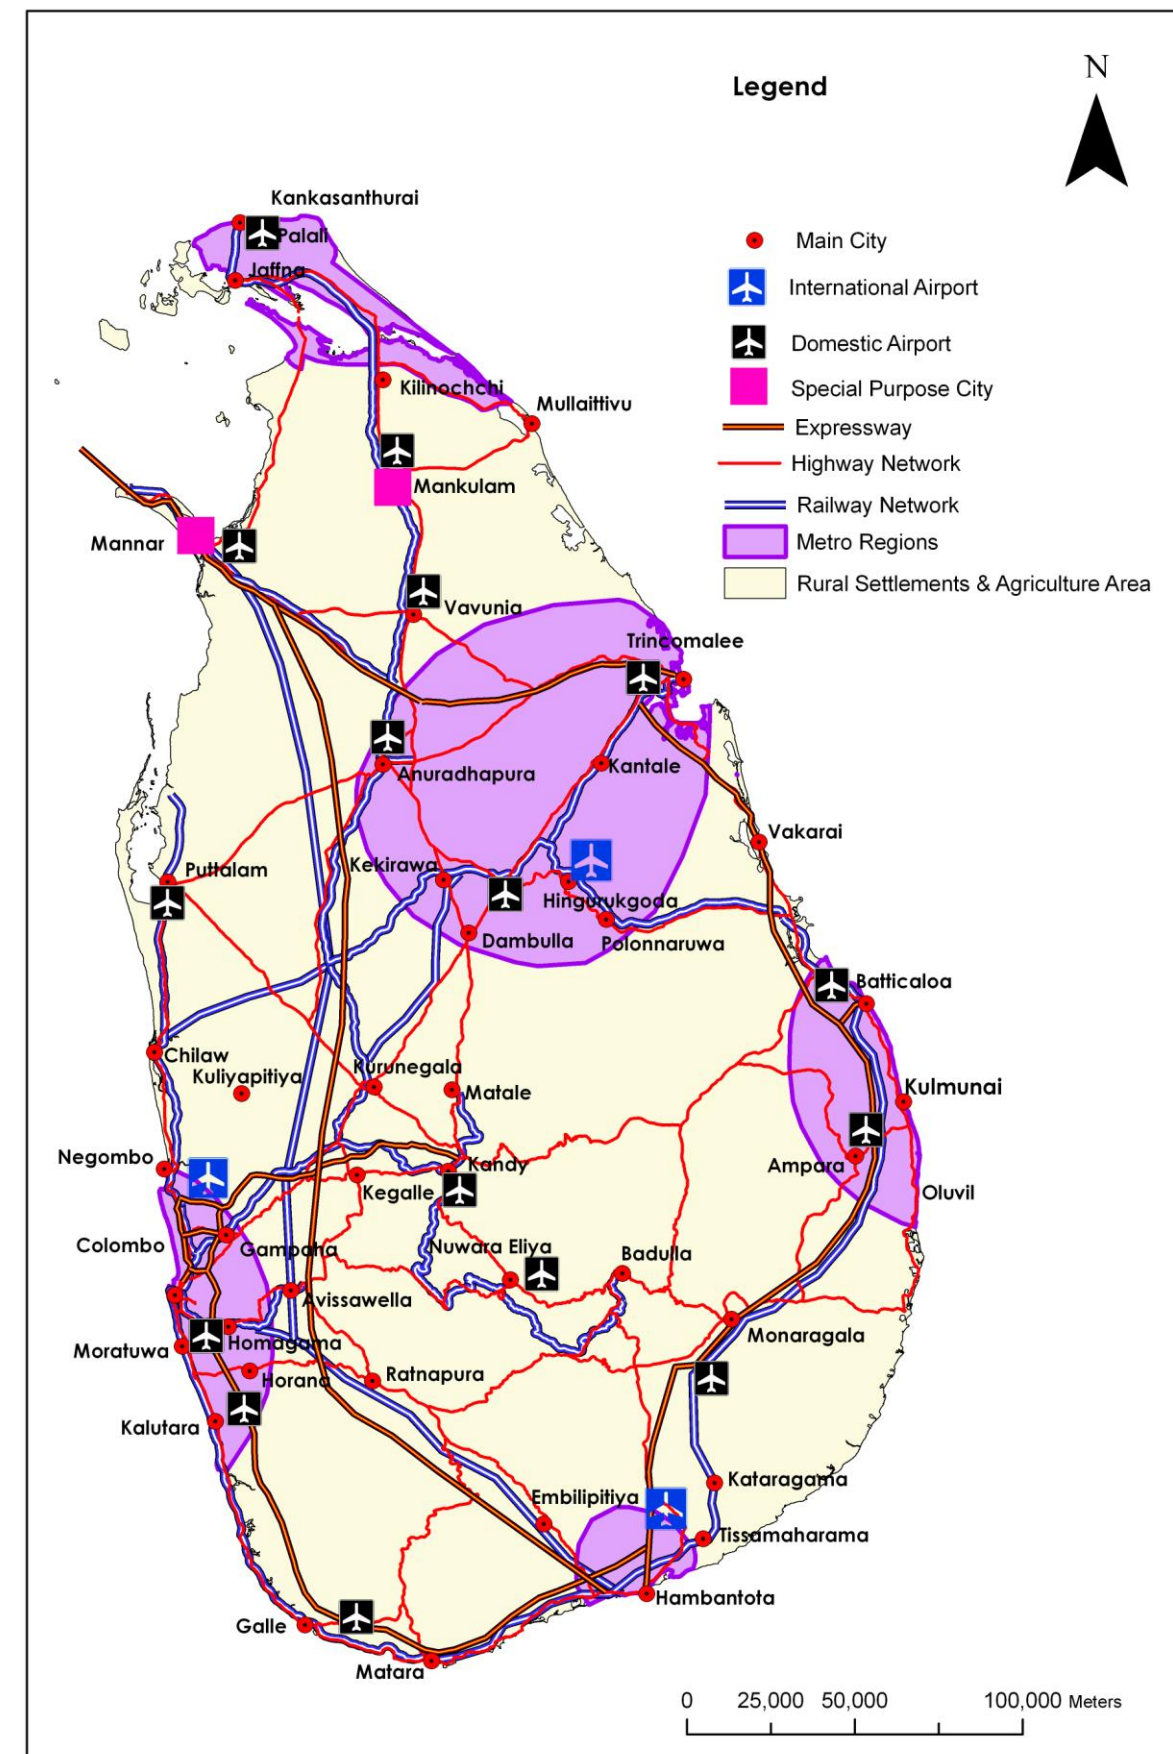 Legend
N
Main City
International Airport
Domestic Airport
Special Purpose City
Expressway
Highway Network
Railway Network
Metro Regions
Rural Settlements & Agriculture Area
Kankasanthurai
Palali
Jaffna
Kilinochchi
Mullaittivu
Mankulam
Mannar
Vavunia
Trincomalee
Anuradhapura
Kantale
Vakarai
Puttalam
Kekirawa
Hingurukgoda
Dambulla
Polonnaruwa
Batticaloa
Chilaw
Kuliyapitiya
Kurunegala
Matale
Kulmunai
Negombo
Kandy
Kegalle
Ampara
Oluvil
Colombo
Gampaha
Nuwara Eliya
Badulla
Avissawella
Monaragala
Moratuwa
Homagama
Horana
Ratnapura
Kalutara
Kataragama
Embilipitiya
Tissamaharama
Hambantota
Galle
Matara
0 25,000 50,000 100,000 Meters